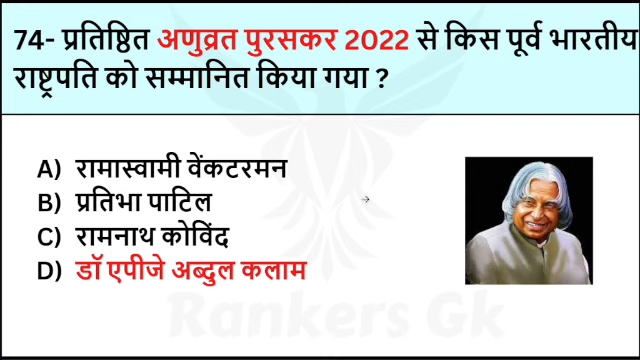 74- प्रतिष्ठित अणुव्रत पुरसकर 2022 से किस पूर्व भारतीय
राष्ट्रपति को सम्मानित किया गया ?
A) रामास्वामी वेंकटरमन
B) प्रतिभा पाटिल
C) रामनाथ कोविंद
D) डॉ एपीजे अब्दुल कलाम
Rankers Gk